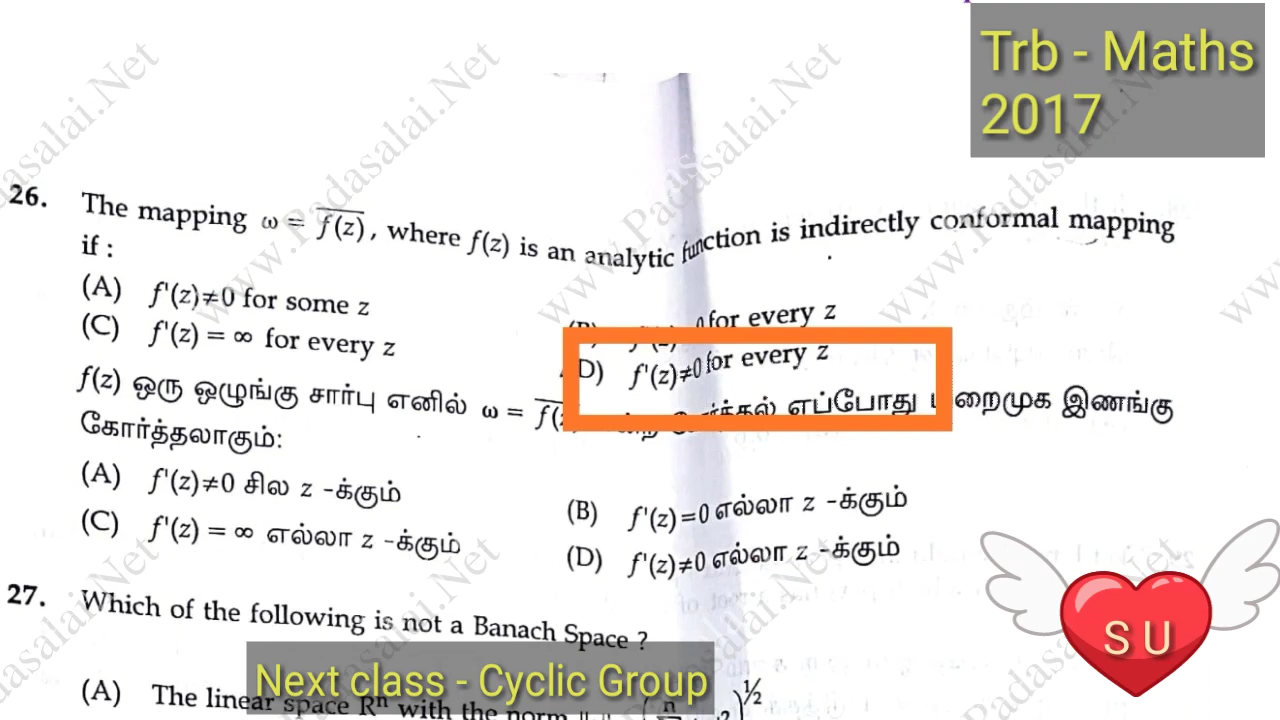 Trb - Maths
2017
26. The mapping ω = f(z), where f(z) is an analytic function is indirectly conformal mapping
if :
(A) f'(z)≠0 for some z
for every z
(C) f'(z) = ∞ for every z
D) f'(z)≠0 for every z
f(z) ஒரு ஒழுங்கு சார்பு எனில் ω = எப்போது இணங்கு
கோர்த்தலாகும்:
(A) f'(z)≠0 சில z -க்கும்
(B) f'(z)=0 எல்லா z -க்கும்
(C) f'(z) = ∞ எல்லா z -க்கும்
(D) f'(z)≠0 எல்லா z -க்கும்
27. Which of the following is not a Banach Space ?
(A) The linear space Rⁿ with the norm
Next class - Cyclic Group
S U
www.Padasalai.Net